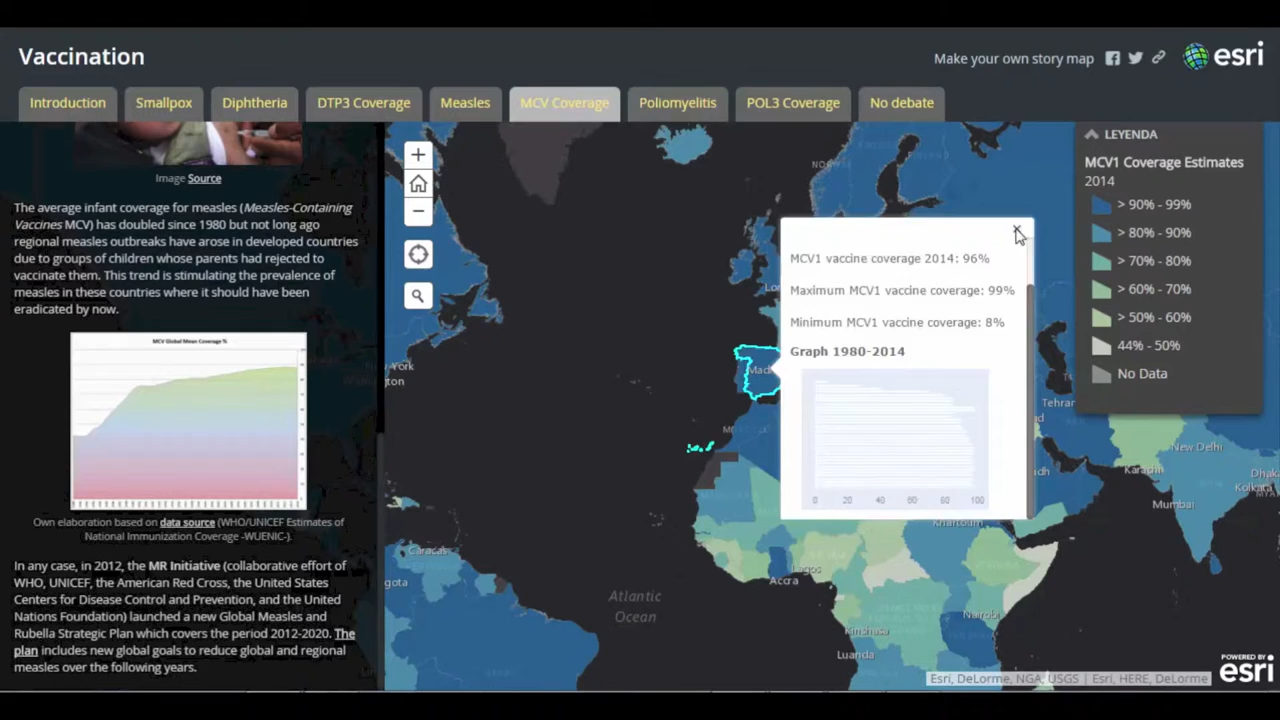 Vaccination
Make your own story map
esri
Introduction
Smallpox
Diphtheria
DTP3 Coverage
Measles
MCV Coverage
Poliomyelitis
POL3 Coverage
No debate
Image Source
The average infant coverage for measles (Measles-Containing
Vaccines MCV) has doubled since 1980 but not long ago
regional measles outbreaks have arose in developed countries
due to groups of children whose parents had rejected to
vaccinate them. This trend is stimulating the prevalence of
measles in these countries where it should have been
eradicated by now.
MCV Global Mean Coverage %
Own elaboration based on data source (WHO/UNICEF Estimates of
National Immunization Coverage -WUENIC-).
In any case, in 2012, the MR Initiative (collaborative effort of
WHO, UNICEF, the American Red Cross, the United States
Centers for Disease Control and Prevention, and the United
Nations Foundation) launched a new Global Measles and
Rubella Strategic Plan which covers the period 2012-2020. The
plan includes new global goals to reduce global and regional
measles over the following years.
MCV1 vaccine coverage 2014: 96%
Maximum MCV1 vaccine coverage: 99%
Minimum MCV1 vaccine coverage: 8%
Graph 1980-2014
0 20 40 60 80 100
LEYENDA
MCV1 Coverage Estimates
2014
> 90% - 99%
> 80% - 90%
> 70% - 80%
> 60% - 70%
> 50% - 60%
44% - 50%
No Data
York
Tehran
New Delhi
Karachi
Dhaka
Kolkata
Mumbai
Khartoum
Caracas
Lagos
Accra
Atlantic
Ocean
Nairobi
Kinshasa
Luanda
POWERED BY
esri
Esri, DeLorme, NGA, USGS | Esri, HERE, DeLorme